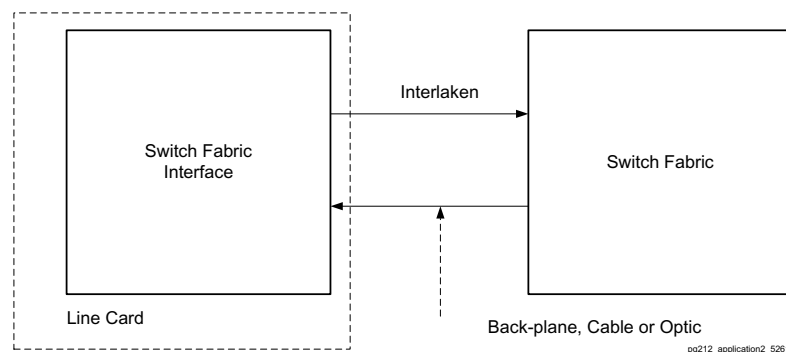 Interlaken
Switch Fabric
Interface
Switch Fabric
Line Card
Back-plane, Cable or Optic
pg212_application2_526